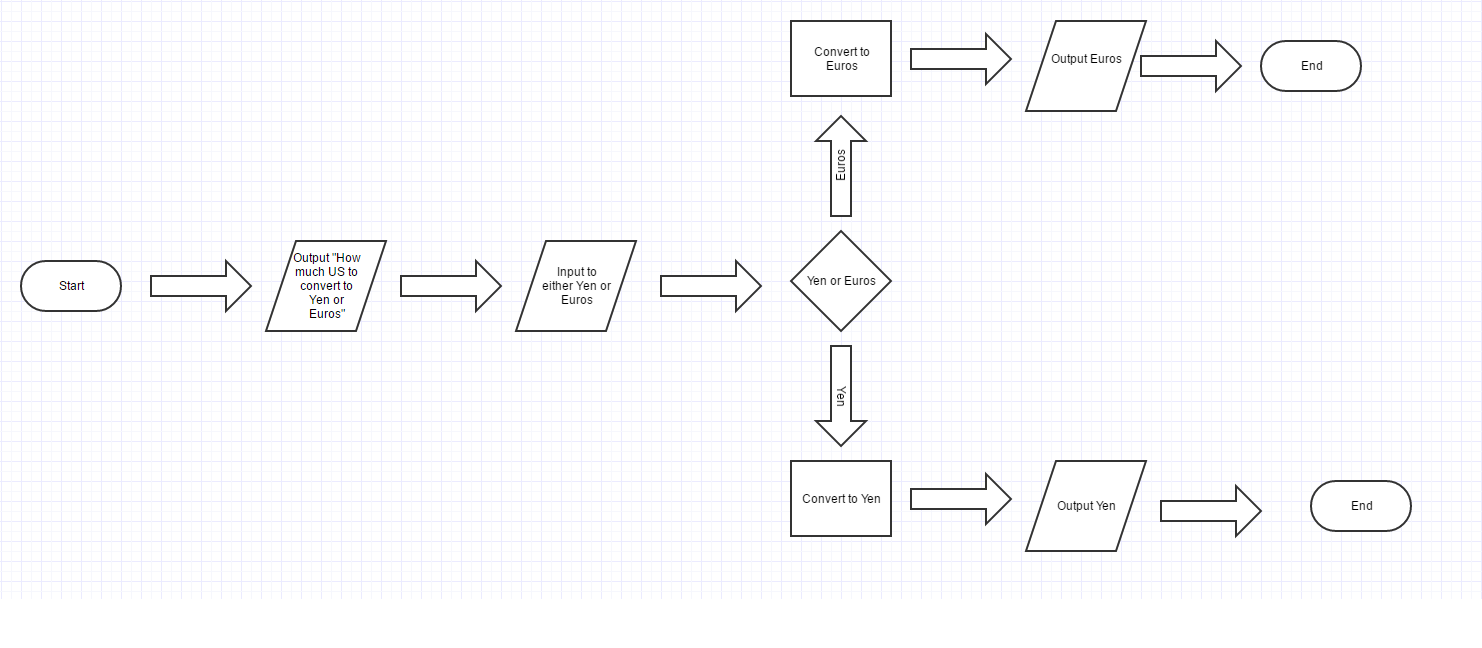 Start
Output "How
much US to
convert to
Yen or
Euros"
Input to
either Yen or
Euros
Yen or Euros
Euros
Convert to
Euros
Output Euros
End
Yen
Convert to Yen
Output Yen
End